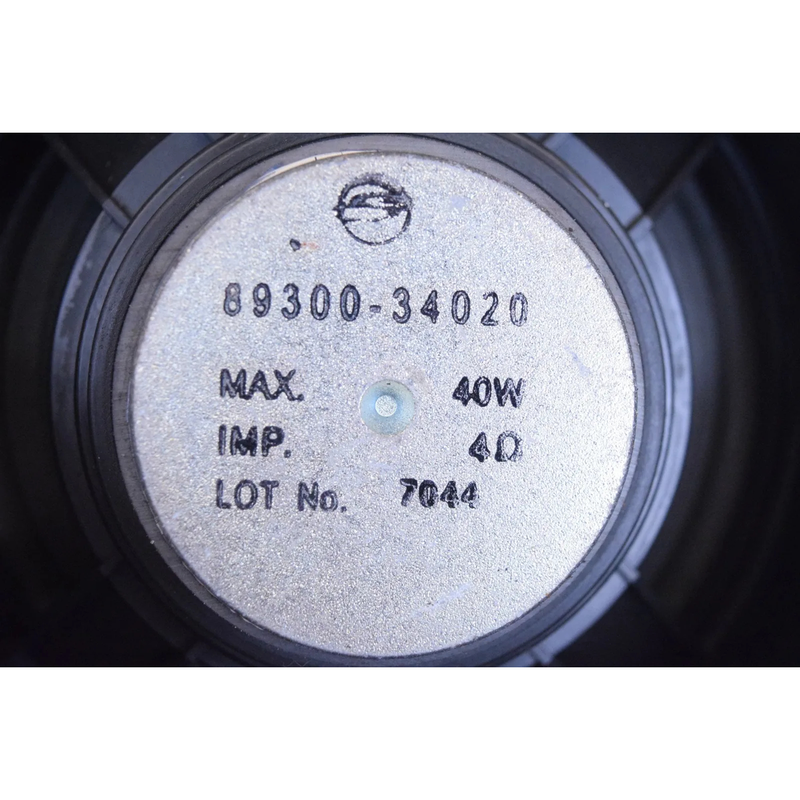 89300-34020
MAX. 40W
IMP. 4Ω
LOT No. 7044